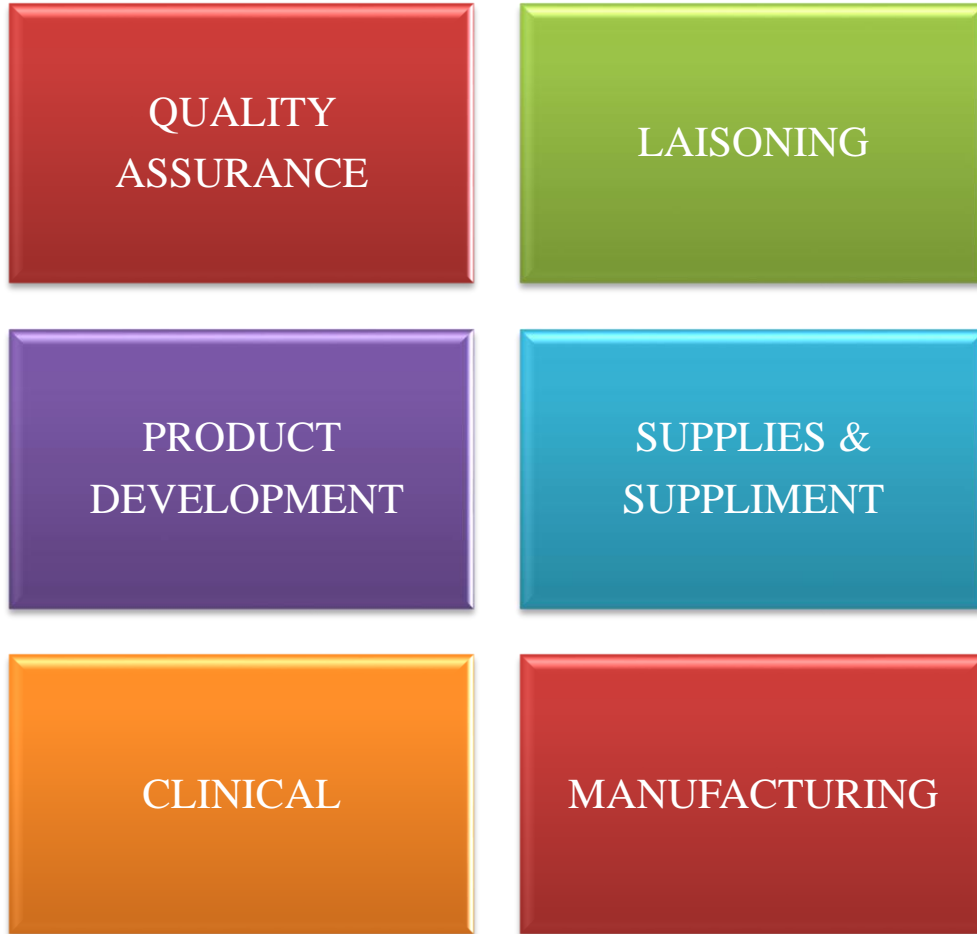 QUALITY
ASSURANCE
LAISONING
PRODUCT
DEVELOPMENT
SUPPLIES &
SUPPLIMENT
CLINICAL
MANUFACTURING